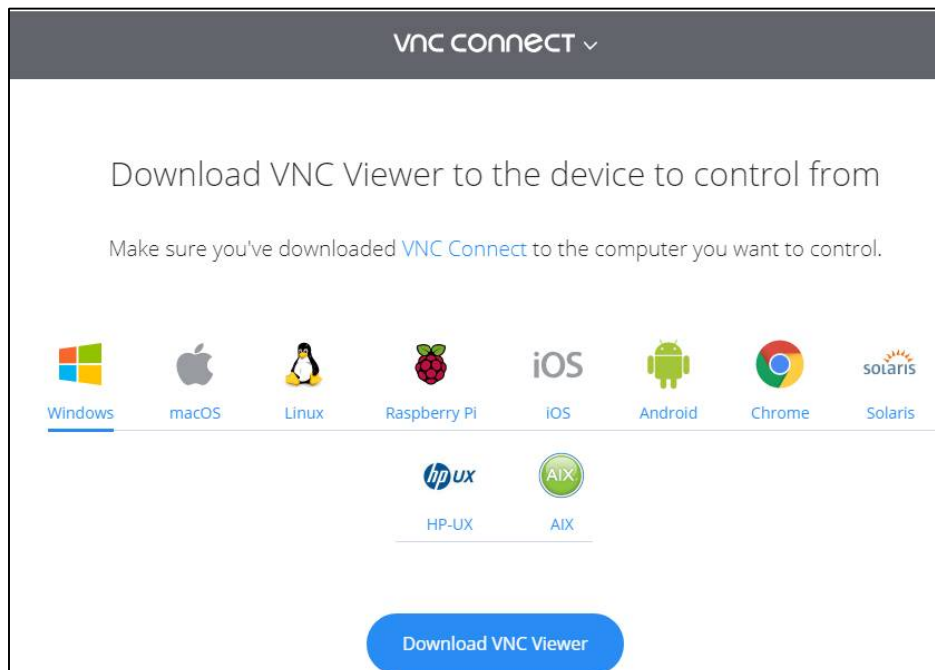 vnc connect
Download VNC Viewer to the device to control from
Make sure you've downloaded VNC Connect to the computer you want to control.
iOS solaris
Windows macOS Linux Raspberry Pi iOS Android Chrome Solaris
hp UX AIX
HP-UX AIX
Download VNC Viewer